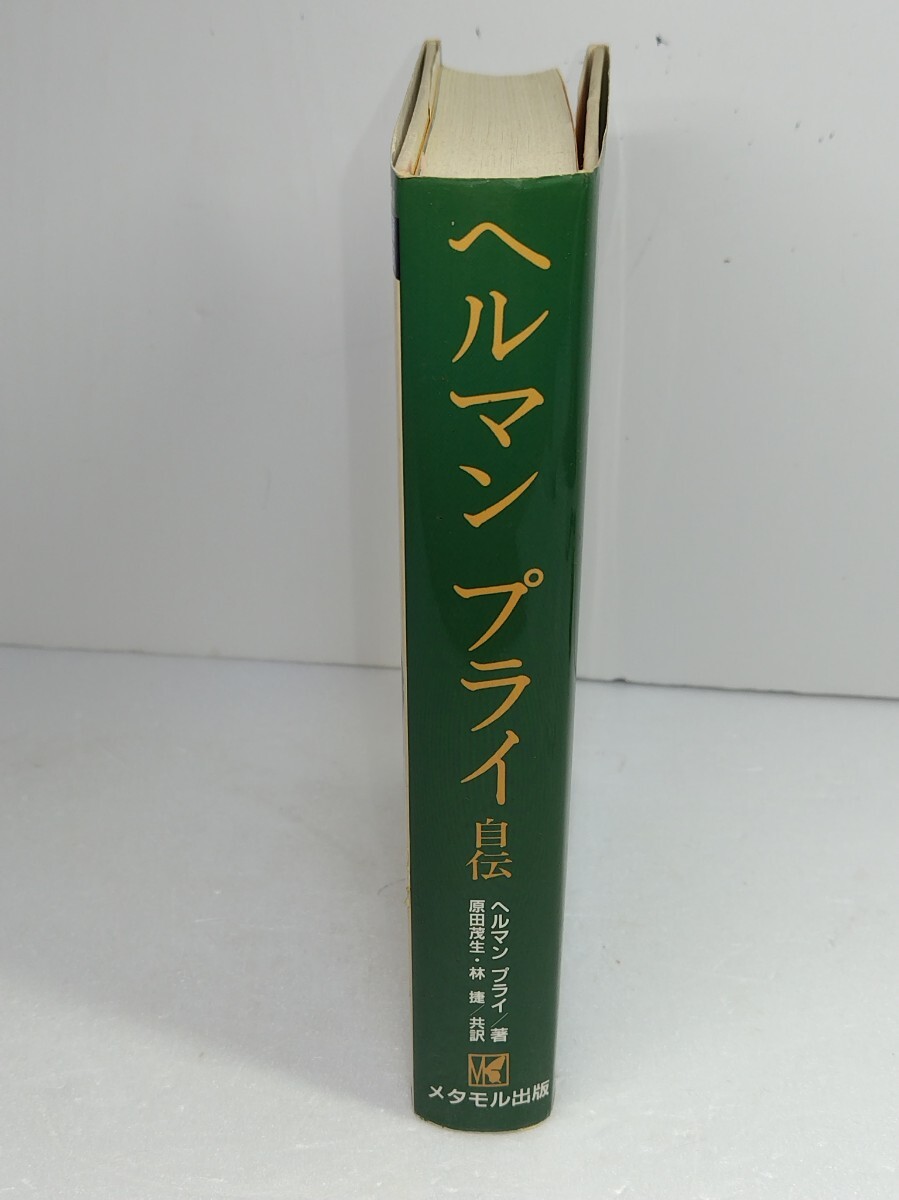 ヘルマン プライ
自伝
ヘルマン プライ／著
原田茂生・林 捷／共訳
メタモル出版